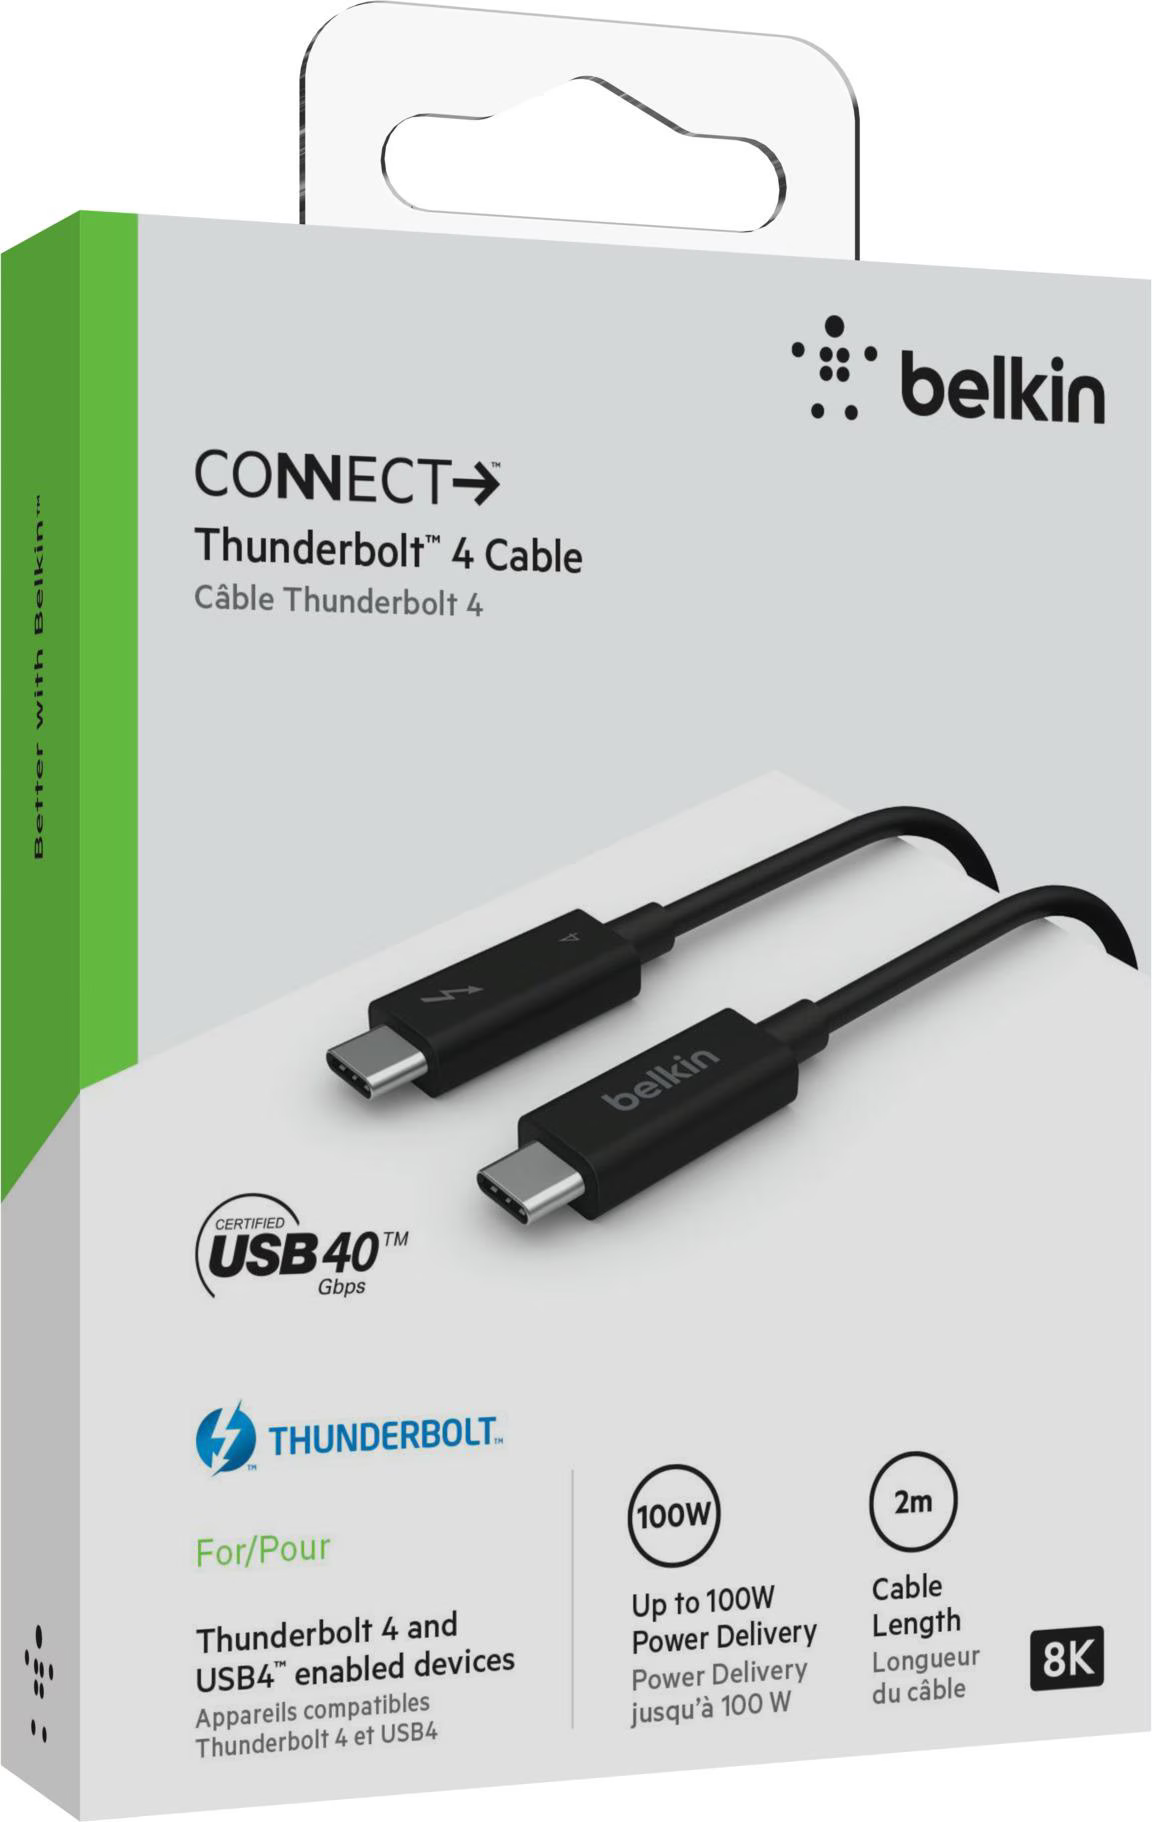 belkin
CONNECT→™
Thunderbolt™ 4 Cable
Câble Thunderbolt 4
Better with Belkin™
4
belkin
CERTIFIED
USB 40™
Gbps
THUNDERBOLT™
For/Pour
Thunderbolt 4 and
USB4™ enabled devices
Appareils compatibles
Thunderbolt 4 et USB4
100W
Up to 100W
Power Delivery
Power Delivery
jusqu'à 100 W
2m
Cable
Length
Longueur
du câble
8K